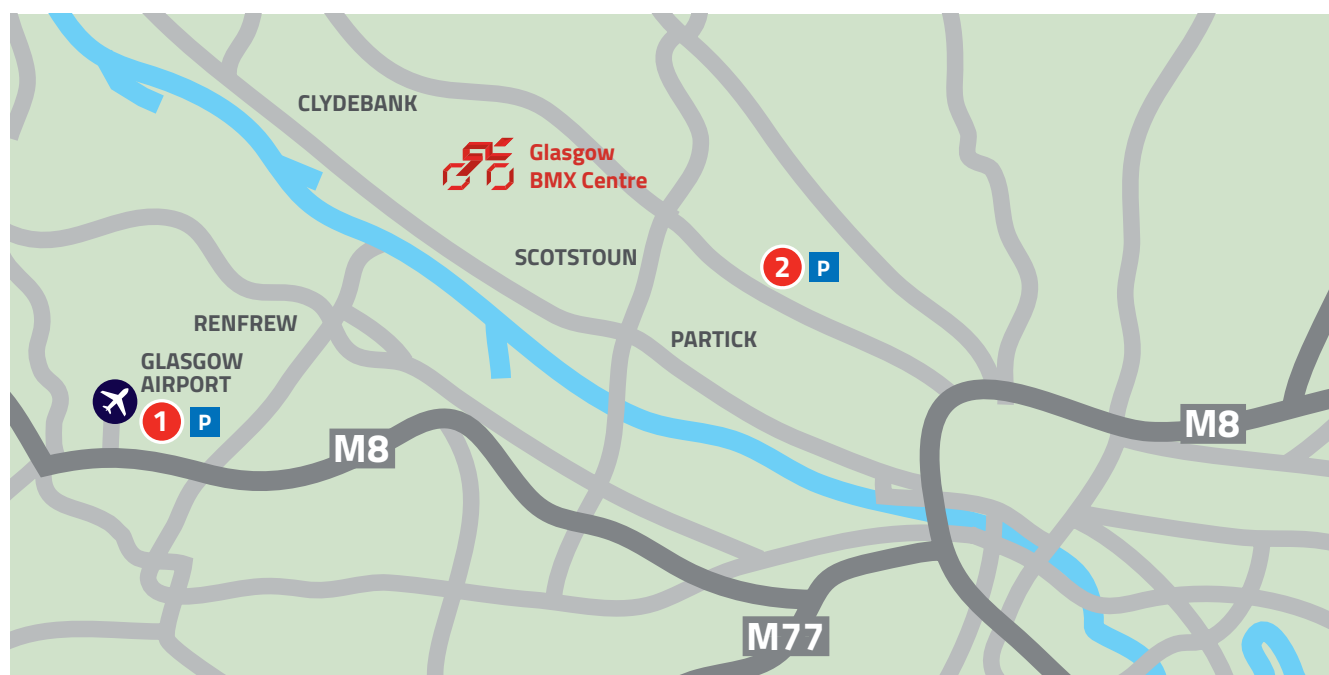 CLYDEBANK
Glasgow
BMX Centre
SCOTSTOUN
2
P
RENFREW
PARTICK
GLASGOW
AIRPORT
1
P
M8
M8
M77